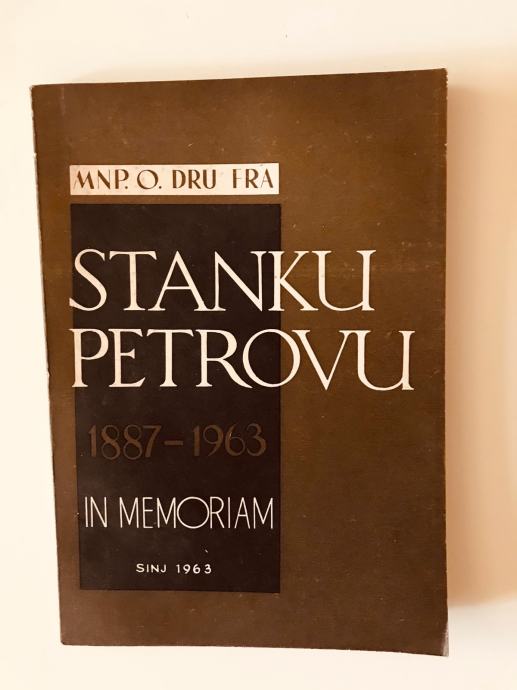 MNP. O. DRU FRA
STANKU
PETROVU
1887-1963
IN MEMORIAM
SINJ 1963